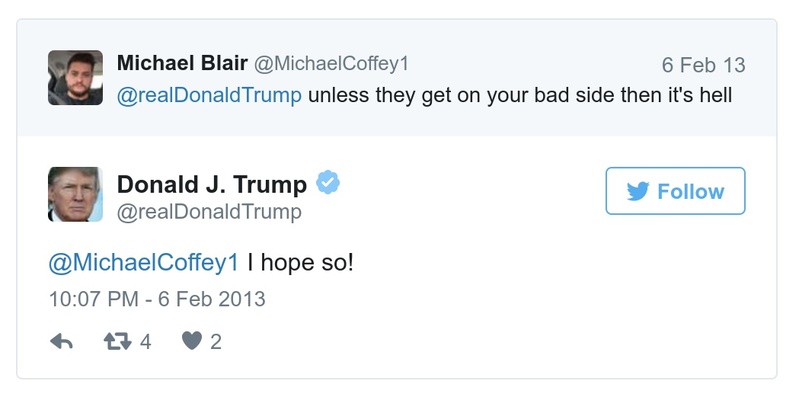 Michael Blair @MichaelCoffey1 6 Feb 13
@realDonaldTrump unless they get on your bad side then it's hell
Donald J. Trump
@realDonaldTrump
Follow
@MichaelCoffey1 I hope so!
10:07 PM - 6 Feb 2013
4 2